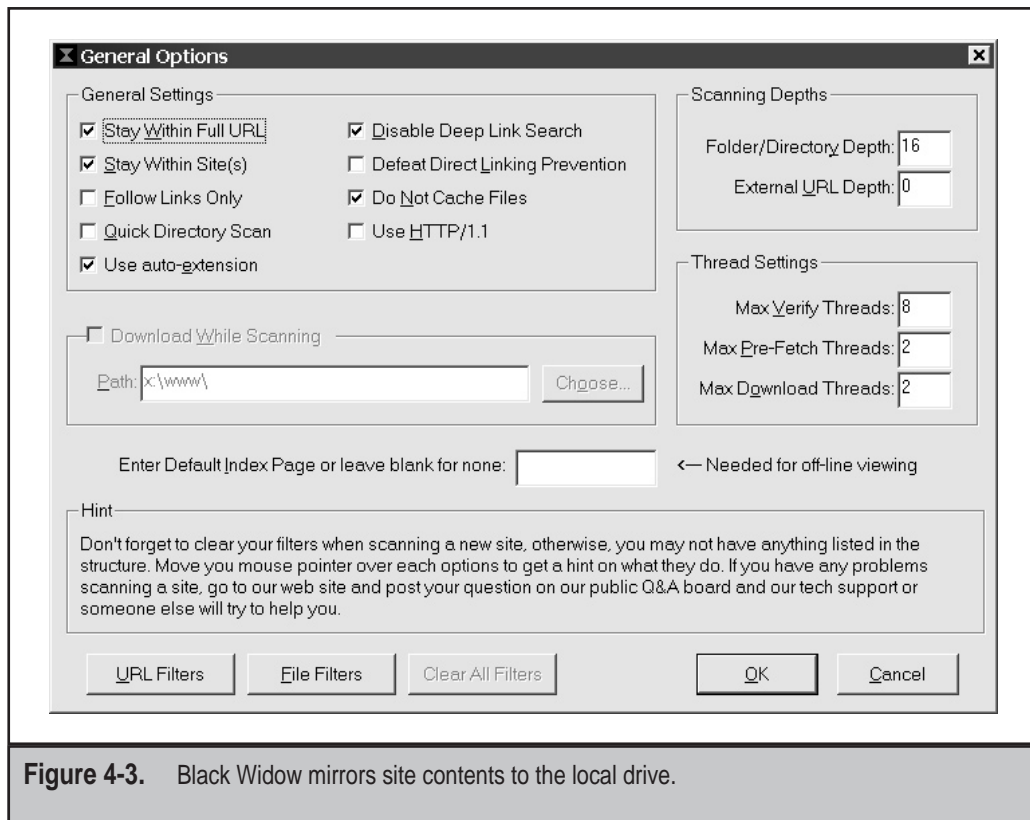 General Options
General Settings
Stay Within Full URL
Stay Within Site(s)
Follow Links Only
Quick Directory Scan
Use auto-extension
Disable Deep Link Search
Defeat Direct Linking Prevention
Do Not Cache Files
Use HTTP/1.1
Scanning Depths
Folder/Directory Depth: 16
External URL Depth: 0
Thread Settings
Max Verify Threads: 8
Max Pre-Fetch Threads: 2
Max Download Threads: 2
Download While Scanning
Path: x:\www\ Choose...
Enter Default Index Page or leave blank for none: <— Needed for off-line viewing
Hint
Don't forget to clear your filters when scanning a new site, otherwise, you may not have anything listed in the
structure. Move you mouse pointer over each options to get a hint on what they do. If you have any problems
scanning a site, go to our web site and post your question on our public Q&A board and our tech support or
someone else will try to help you.
URL Filters File Filters Clear All Filters OK Cancel
Figure 4-3. Black Widow mirrors site contents to the local drive.